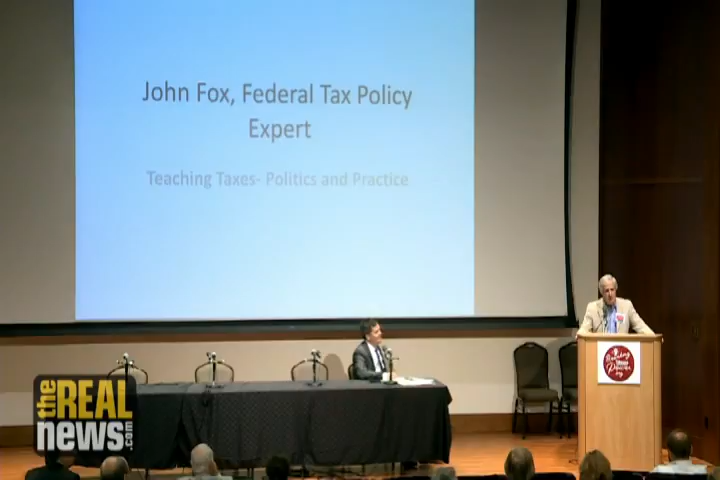 John Fox, Federal Tax Policy
Expert
Teaching Taxes- Politics and Practice
the
REAL
news.com